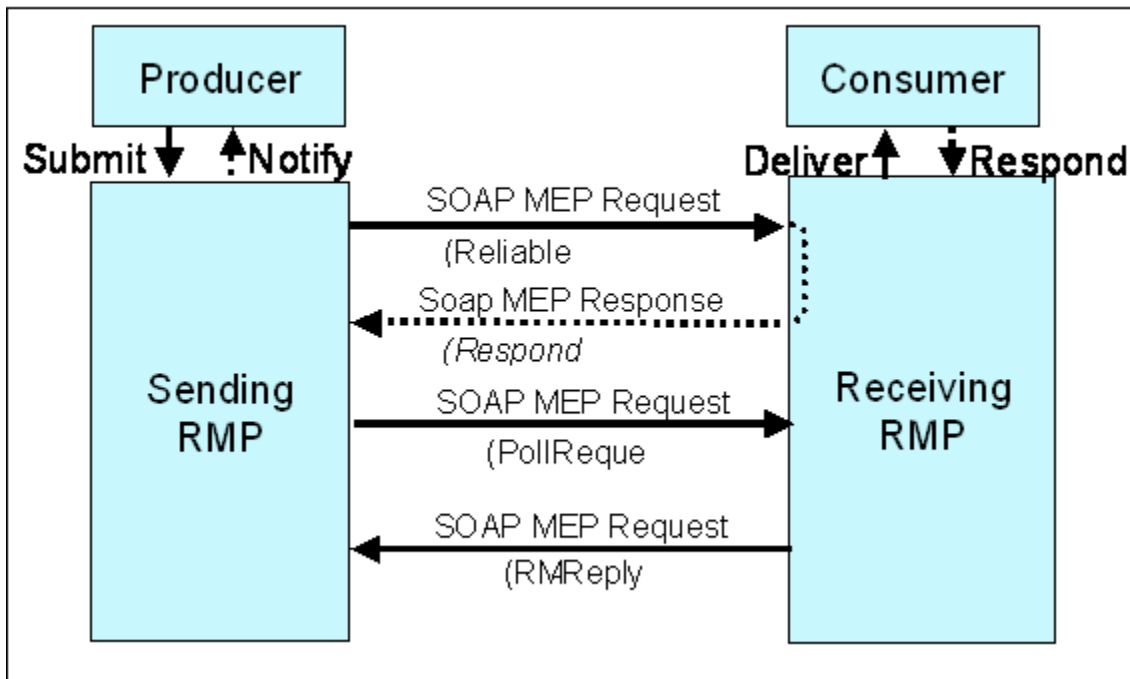 Producer
Consumer
Submit
Notify
Deliver
Respond
SOAP MEP Request
(Reliable
Soap MEP Response
(Respond
Sending
RMP
Receiving
RMP
SOAP MEP Request
(PollReque
SOAP MEP Request
(RMReply